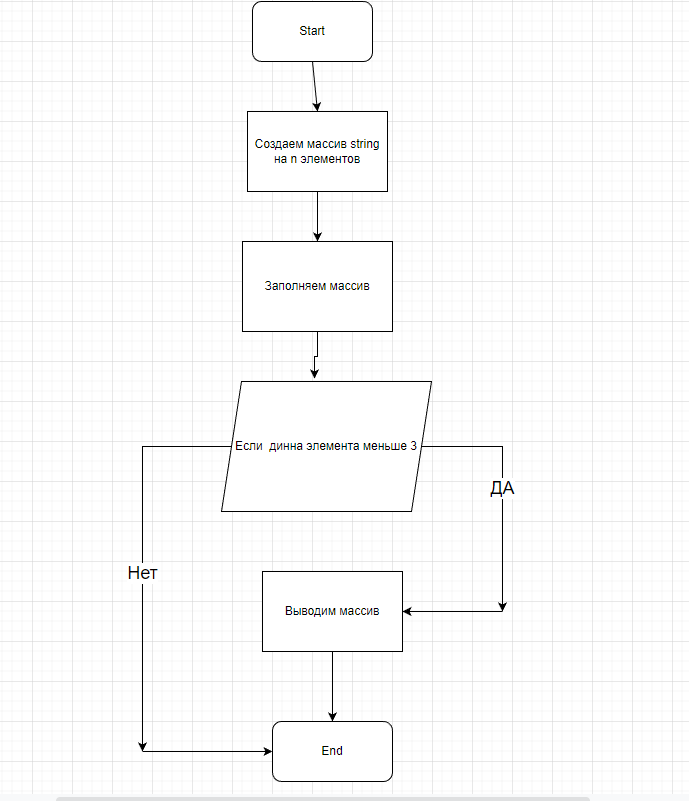 Start
Создаем массив string
на n элементов
Заполняем массив
Если динна элемента меньше 3
ДА
Нет
Выводим массив
End